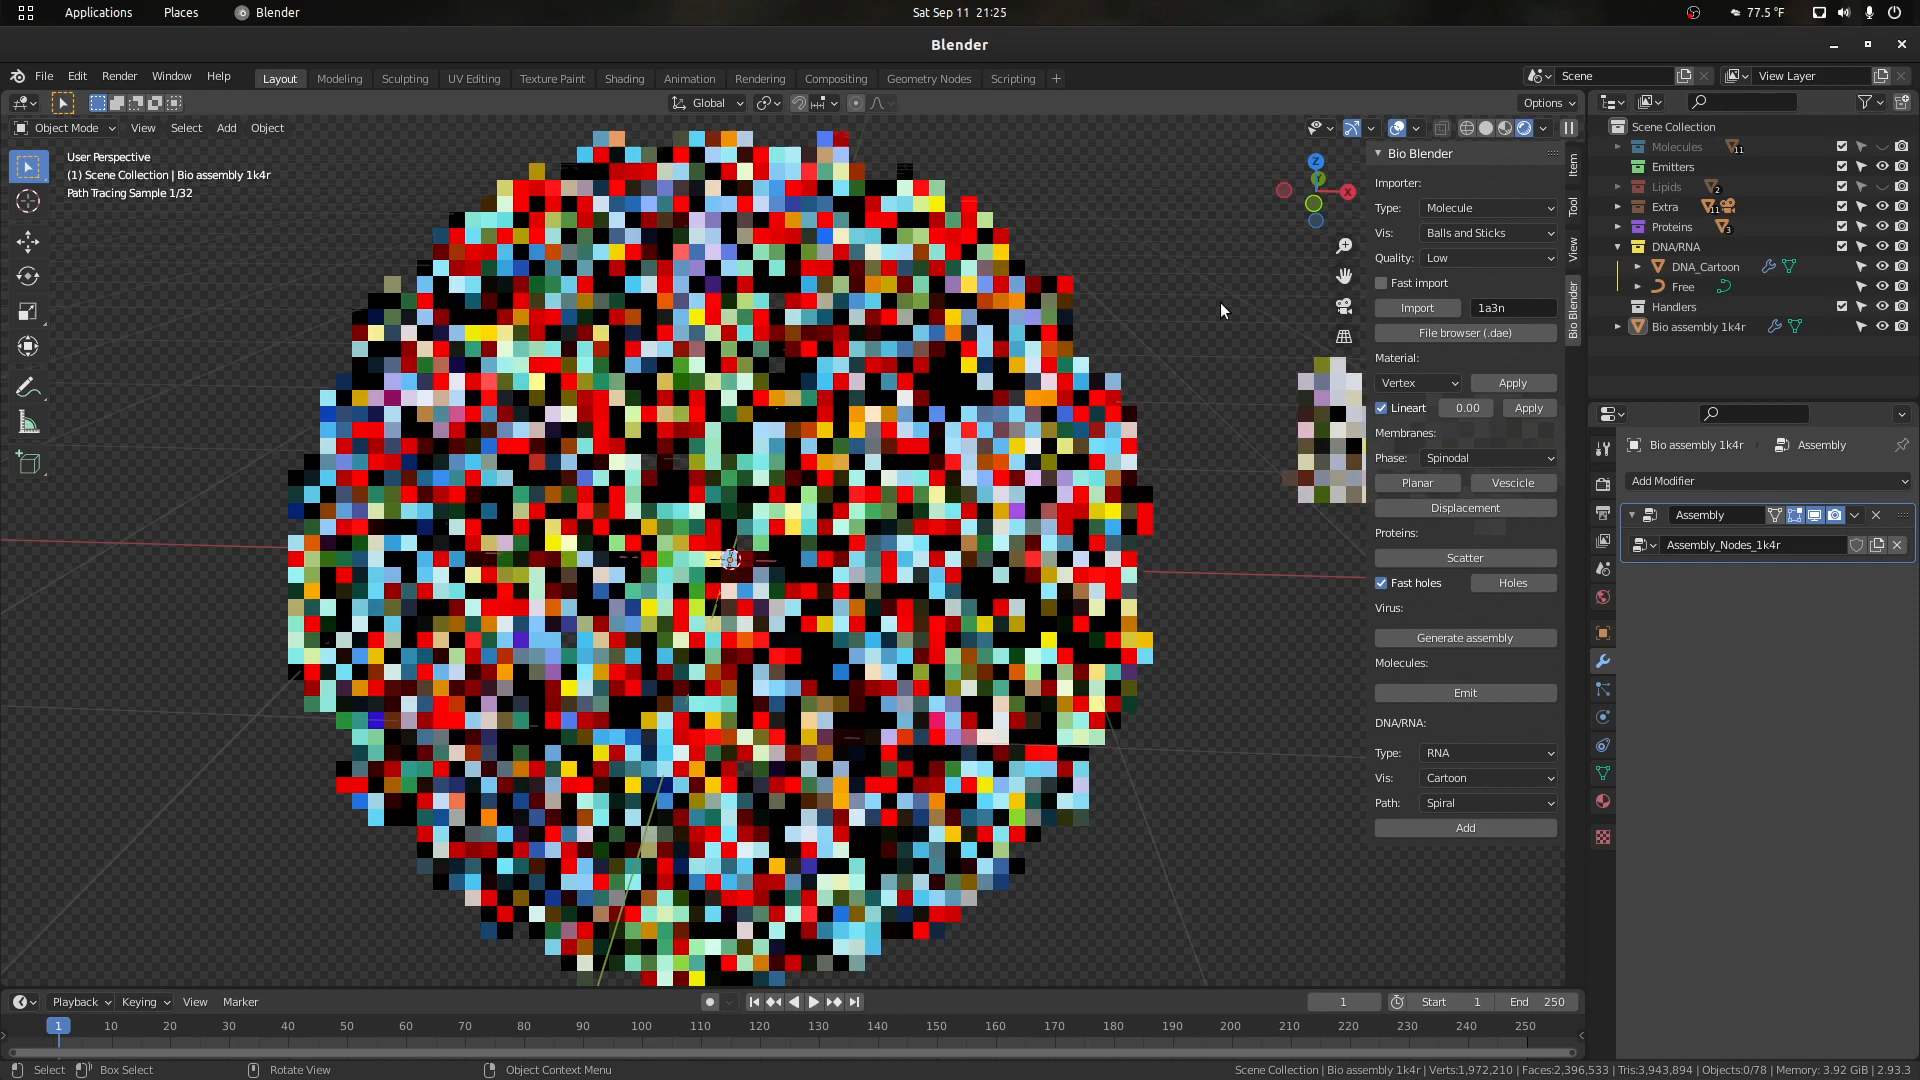 Applications Places Blender Sat Sep 11 21:25 77.5 °F
Blender
File Edit Render Window Help Layout Modeling Sculpting UV Editing Texture Paint Shading Animation Rendering Compositing Geometry Nodes Scripting + Scene View Layer
Global Options
Object Mode View Select Add Object
User Perspective
(1) Scene Collection | Bio assembly 1k4r
Path Tracing Sample 1/32
Z
Y
X
Bio Blender
Importer:
Type: Molecule
Vis: Balls and Sticks
Quality: Low
Fast import
Import 1a3n
File browser (.dae)
Material:
Vertex Apply
Lineart 0.00 Apply
Membranes:
Phase: Spinodal
Planar Vescicle
Displacement
Proteins:
Scatter
Fast holes Holes
Virus:
Generate assembly
Molecules:
Emit
DNA/RNA:
Type: RNA
Vis: Cartoon
Path: Spiral
Add
Item
Tool
View
Bio Blender
Scene Collection
Molecules 11
Emitters
Lipids 2
Extra 11
Proteins 3
DNA/RNA
DNA_Cartoon
Free
Handlers
Bio assembly 1k4r
Bio assembly 1k4r Assembly
Add Modifier
Assembly
Assembly_Nodes_1k4r
Playback Keying View Marker 1 Start 1 End 250
1 10 20 30 40 50 60 70 80 90 100 110 120 130 140 150 160 170 180 190 200 210 220 230 240 250
Select Box Select Rotate View Object Context Menu Scene Collection | Bio assembly 1k4r | Verts:1,972,210 | Faces:2,396,533 | Tris:3,943,894 | Objects:0/78 | Memory: 3.92 GiB | 2.93.3